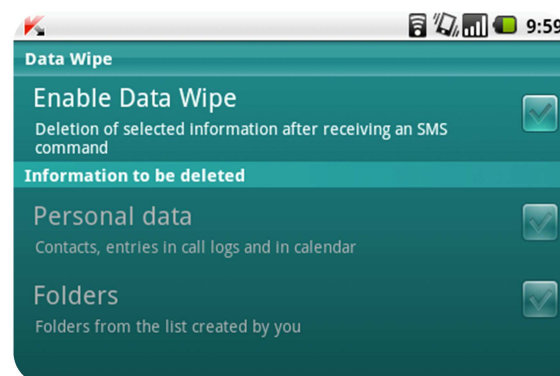 9:59
Data Wipe
Enable Data Wipe
Deletion of selected information after receiving an SMS
command
Information to be deleted
Personal data
Contacts, entries in call logs and in calendar
Folders
Folders from the list created by you